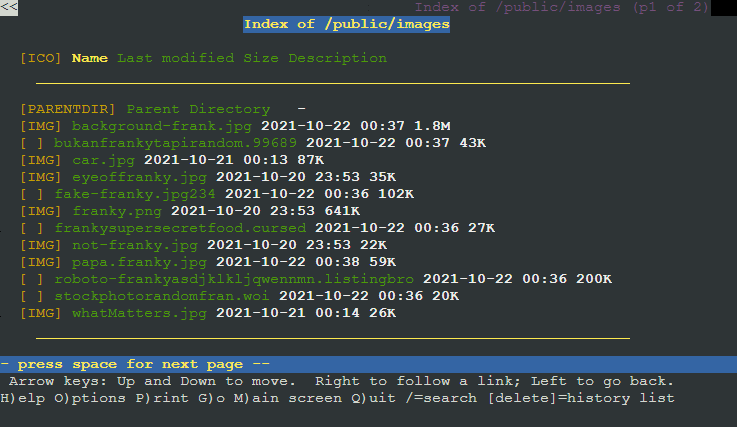 <<
Index of /public/images (p1 of 2)
Index of /public/images
[ICO] Name Last modified Size Description
[PARENTDIR] Parent Directory -
[IMG] background-frank.jpg 2021-10-22 00:37 1.8M
[ ] bukanfrankytapirandom.99689 2021-10-22 00:37 43K
[IMG] car.jpg 2021-10-21 00:13 87K
[IMG] eyeoffranky.jpg 2021-10-20 23:53 35K
[ ] fake-franky.jpg234 2021-10-22 00:36 102K
[IMG] franky.png 2021-10-20 23:53 641K
[ ] frankysupersecretfood.cursed 2021-10-22 00:36 27K
[IMG] not-franky.jpg 2021-10-20 23:53 22K
[IMG] papa.franky.jpg 2021-10-22 00:38 59K
[ ] roboto-frankyasdjklkljqwennmn.listingbro 2021-10-22 00:36 200K
[ ] stockphotorandomfran.woi 2021-10-22 00:36 20K
[IMG] whatMatters.jpg 2021-10-21 00:14 26K
- press space for next page --
Arrow keys: Up and Down to move. Right to follow a link; Left to go back.
H)elp O)ptions P)rint G)o M)ain screen Q)uit /=search [delete]=history list